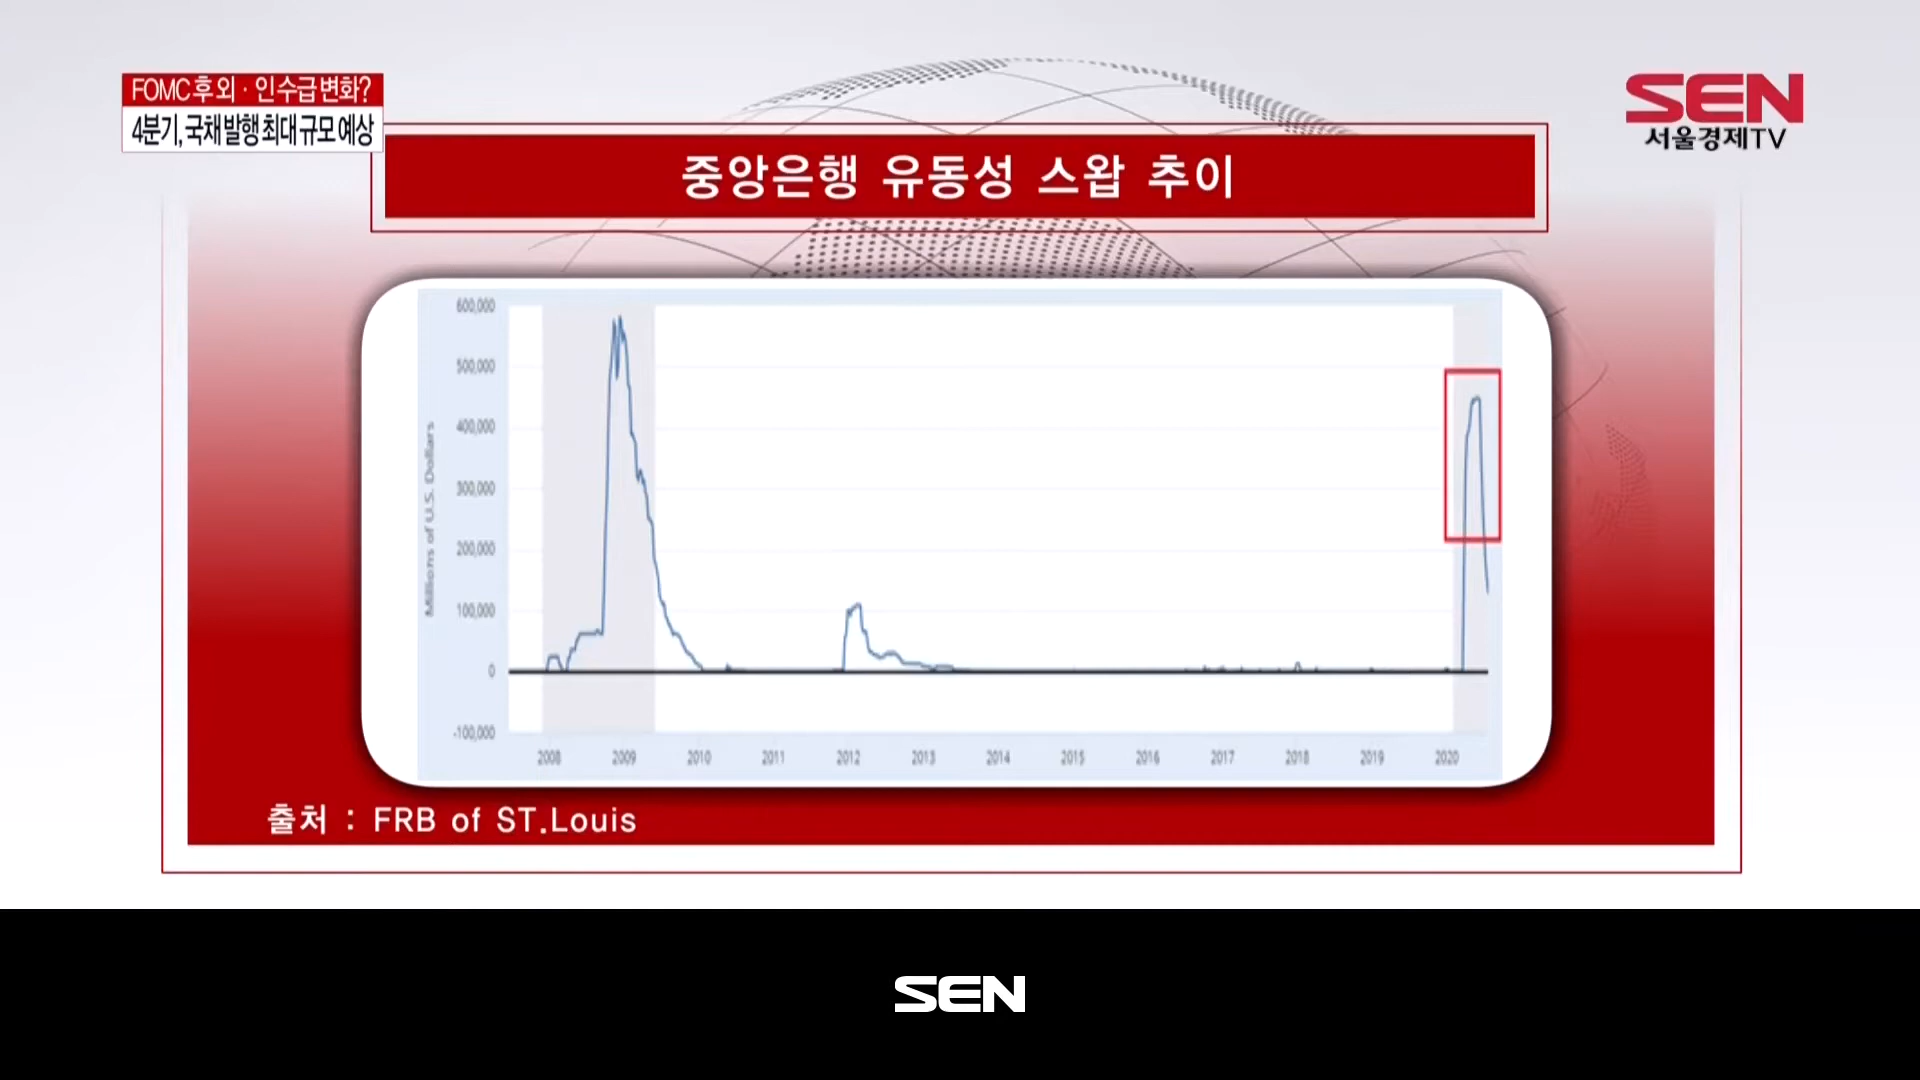 FOMC 후 외·인 수급 변화?
4분기, 국채 발행 최대 규모 예상
SEN
서울경제TV
중앙은행 유동성 스왑 추이
Millions of U.S. Dollars
600,000
500,000
400,000
300,000
200,000
100,000
0
-100,000
2008 2009 2010 2011 2012 2013 2014 2015 2016 2017 2018 2019 2020
출처 : FRB of ST.Louis
SEN